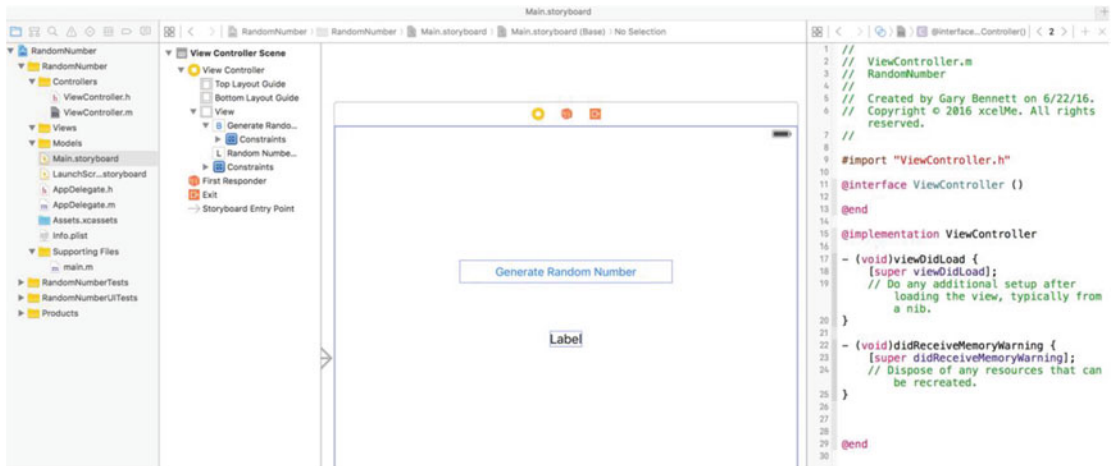 Main.storyboard
RandomNumber 〉 RandomNumber 〉 Main.storyboard 〉 Main.storyboard (Base) 〉 No Selection
@interface...Controller() 〈 2 〉
RandomNumber
RandomNumber
Controllers
ViewController.h
ViewController.m
Views
Models
Main.storyboard
LaunchScr...storyboard
AppDelegate.h
AppDelegate.m
Assets.xcassets
Info.plist
Supporting Files
main.m
RandomNumberTests
RandomNumberUITests
Products
View Controller Scene
View Controller
Top Layout Guide
Bottom Layout Guide
View
B Generate Rando...
Constraints
L Random Numbe...
Constraints
First Responder
Exit
Storyboard Entry Point
Generate Random Number
Label
1 //
2 // ViewController.m
3 // RandomNumber
4 //
5 // Created by Gary Bennett on 6/22/16.
6 // Copyright © 2016 xcelMe. All rights
reserved.
7 //
8
9 #import "ViewController.h"
10
11 @interface ViewController ()
12
13 @end
14
15 @implementation ViewController
16
17 - (void)viewDidLoad {
18 [super viewDidLoad];
19 // Do any additional setup after
loading the view, typically from
a nib.
20 }
21
22 - (void)didReceiveMemoryWarning {
23 [super didReceiveMemoryWarning];
24 // Dispose of any resources that can
be recreated.
25 }
26
27
28
29 @end
30